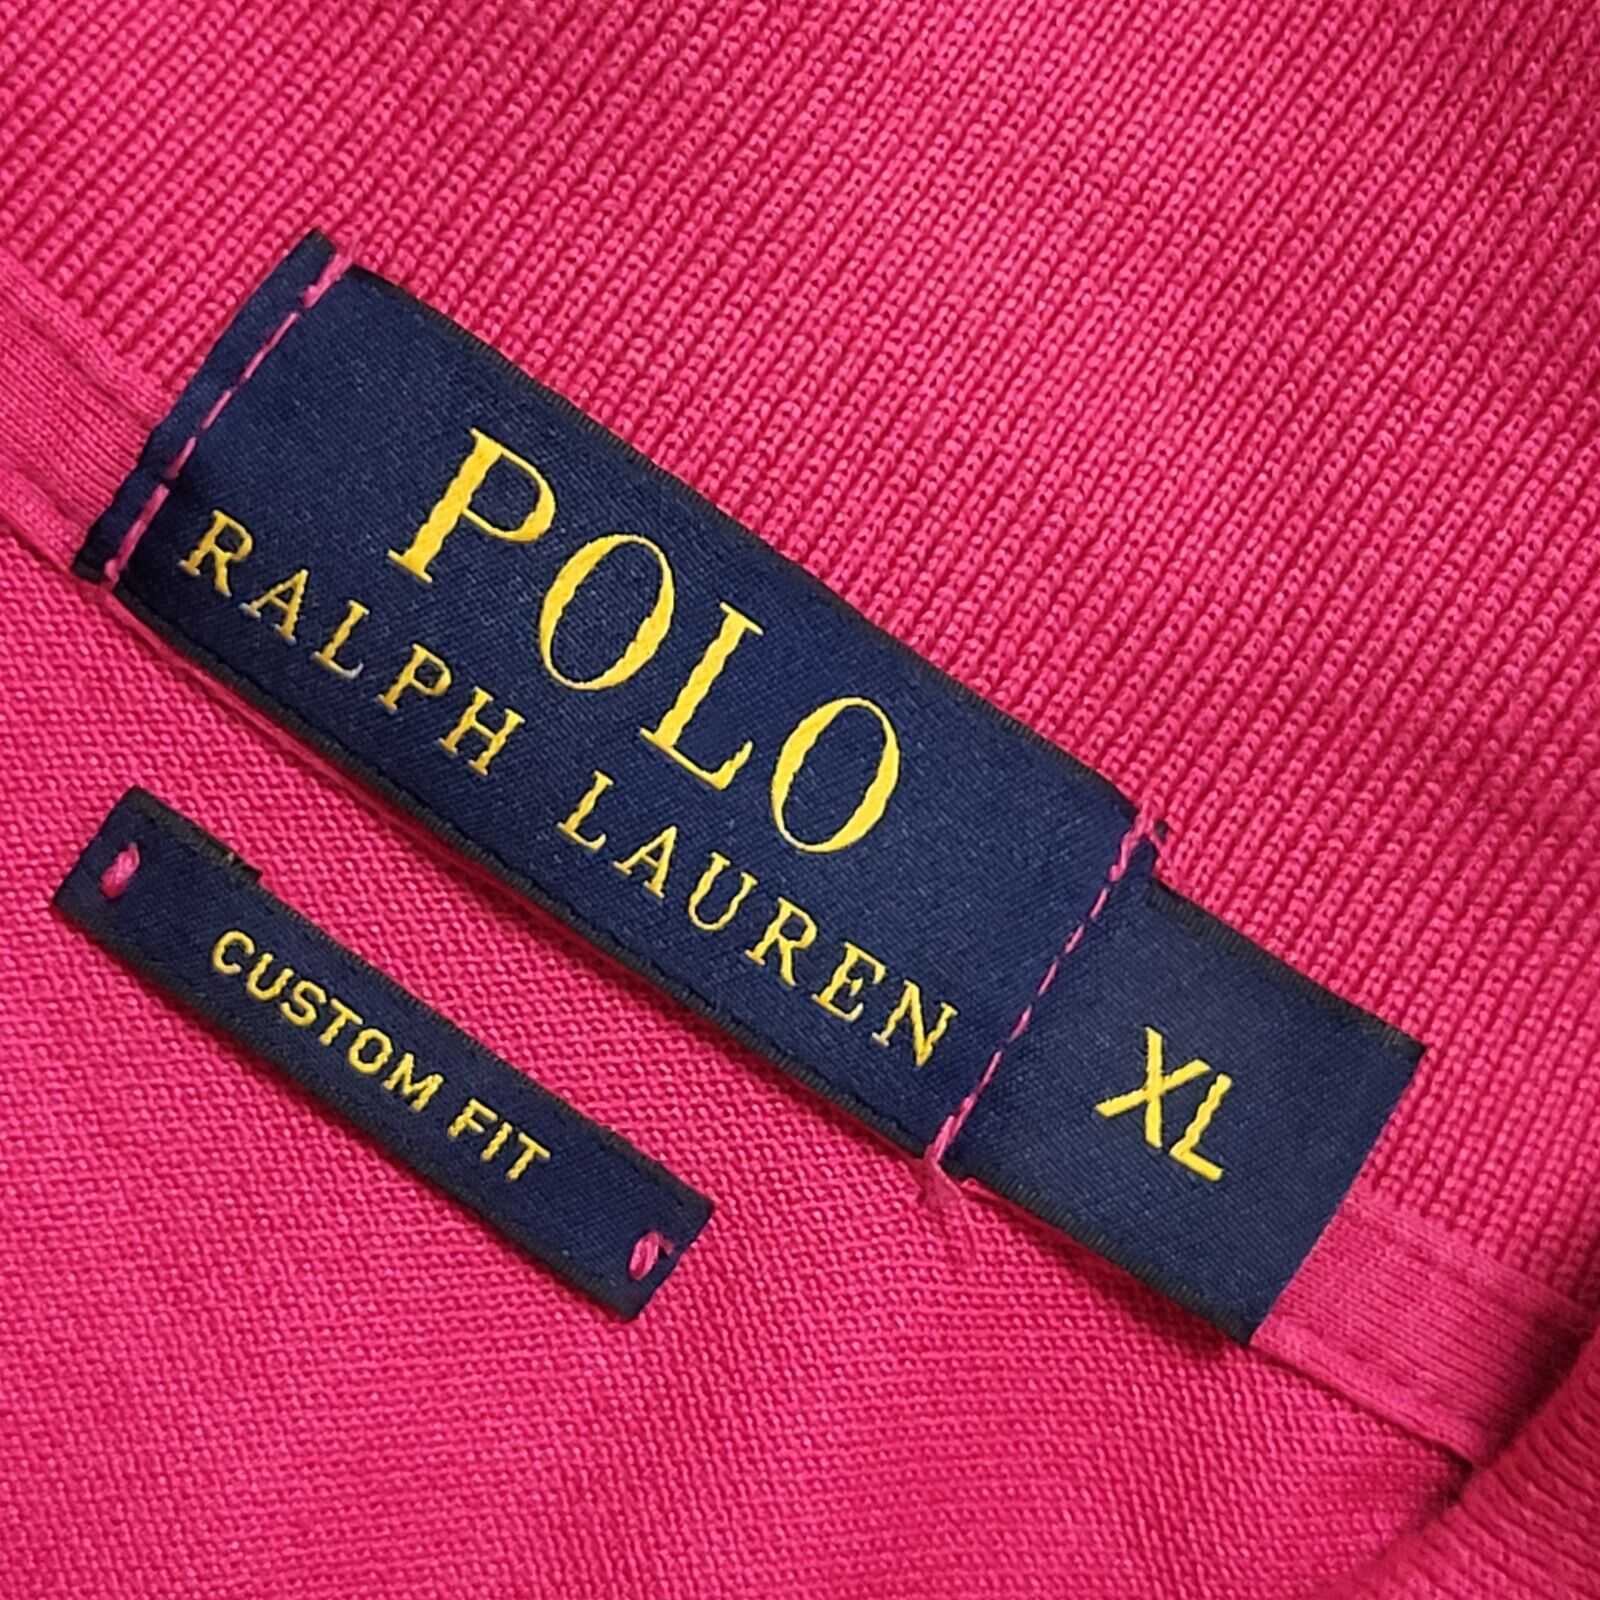 POLO
RALPH LAUREN
XL
CUSTOM FIT